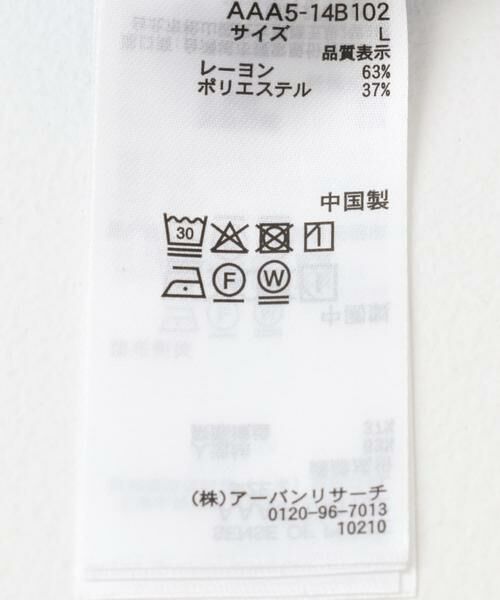 AAA5-14B102
サイズ L
品質表示
レーヨン 63%
ポリエステル 37%
中国製
30
F W
(株)アーバンリサーチ
0120-96-7013
10210